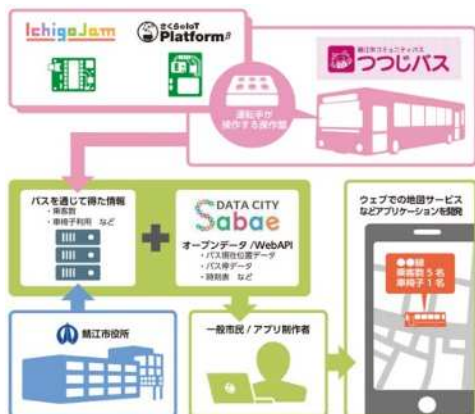 IchigoJam
さくらのIoT
Platform β
鯖江市コミュニティバス
つつじバス
運転手が
操作する操作盤
バスを通じて得た情報
・乗客数
・車椅子利用 など
DATA CITY
Sabae
オープンデータ/WebAPI
・バス現在位置データ
・バス停データ
・時刻表 など
ウェブでの地図サービス
などアプリケーションを開発
●●線
乗客数 5 名
車椅子 1 名
鯖江市役所
一般市民 / アプリ制作者